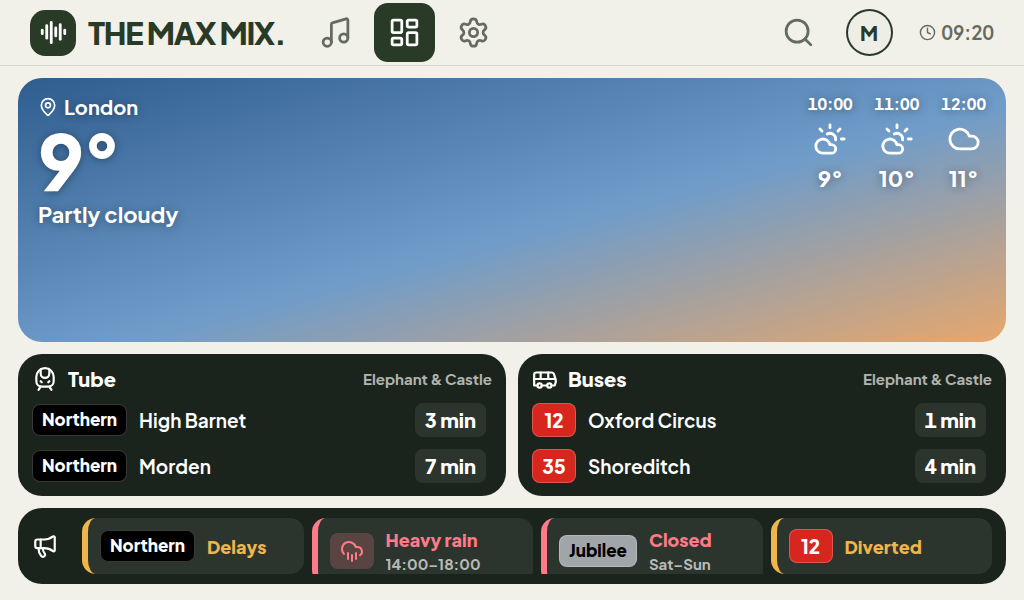 THE MAX MIX.
M
09:20
London
9°
Partly cloudy
10:00 11:00 12:00
9° 10° 11°
Tube
Elephant & Castle
Northern High Barnet 3 min
Northern Morden 7 min
Buses
Elephant & Castle
12 Oxford Circus 1 min
35 Shoreditch 4 min
Northern Delays
Heavy rain
14:00–18:00
Jubilee Closed
Sat–Sun
12 Diverted